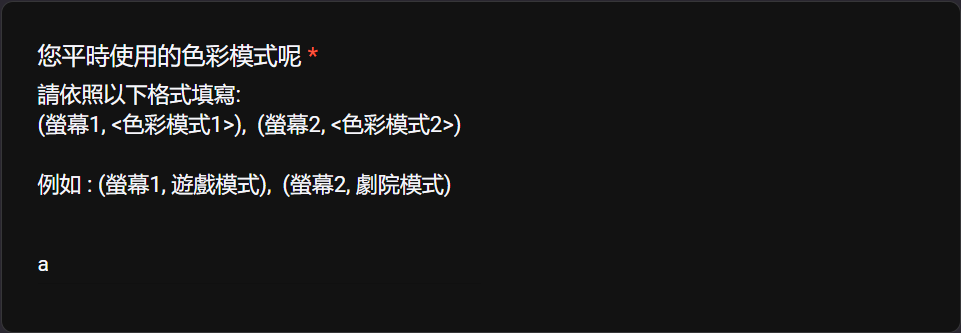 您平時使用的色彩模式呢 *
請依照以下格式填寫:
(螢幕1, <色彩模式1>),  (螢幕2, <色彩模式2>)
例如 : (螢幕1, 遊戲模式),  (螢幕2, 劇院模式)
a